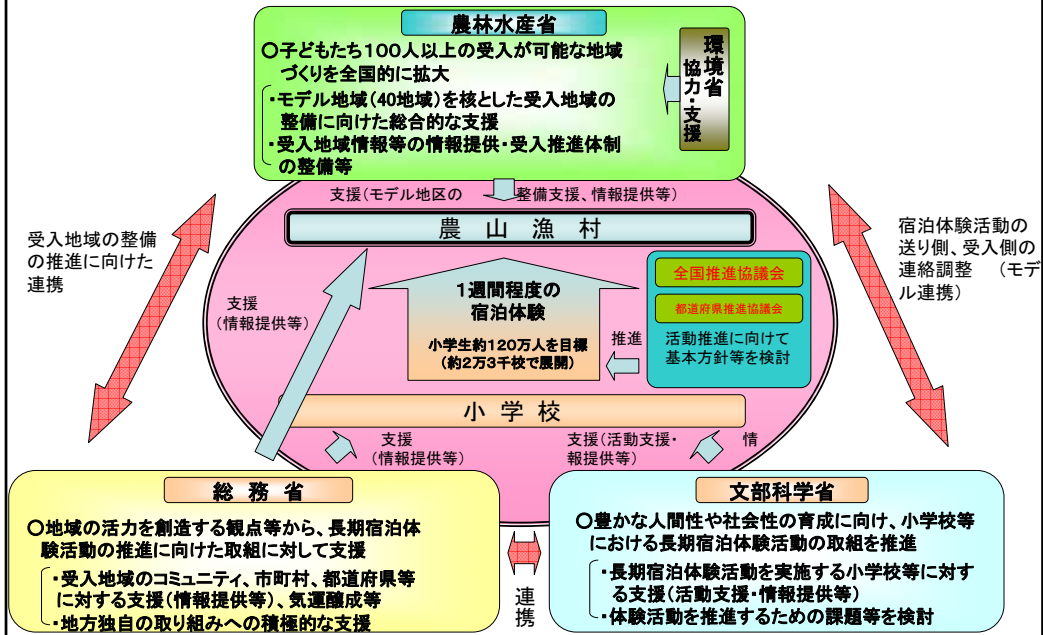 農林水産省
○子どもたち100人以上の受入が可能な地域
づくりを全国的に拡大
・モデル地域(40地域)を核とした受入地域の
整備に向けた総合的な支援
・受入地域情報等の情報提供・受入推進体制
の整備等
環境省
協力・支援
支援(モデル地区の 整備支援、情報提供等)
農山漁村
受入地域の整備
の推進に向けた
連携
宿泊体験活動の
送り側、受入側の
連絡調整 (モデ
ル連携)
支援
(情報提供等)
1週間程度の
宿泊体験
小学生約120万人を目標
(約2万3千校で展開)
推進
全国推進協議会
都道府県推進協議会
活動推進に向けて
基本方針等を検討
小学校
支援
(情報提供等)
支援(活動支援・ 情
報提供等)
総務省
○地域の活力を創造する観点等から、長期宿泊体
験活動の推進に向けた取組に対して支援
・受入地域のコミュニティ、市町村、都道府県等
に対する支援(情報提供等)、気運醸成等
・地方独自の取り組みへの積極的な支援
連携
文部科学省
○豊かな人間性や社会性の育成に向け、小学校等
における長期宿泊体験活動の取組を推進
・長期宿泊体験活動を実施する小学校等に対す
る支援(活動支援・情報提供等)
・体験活動を推進するための課題等を検討